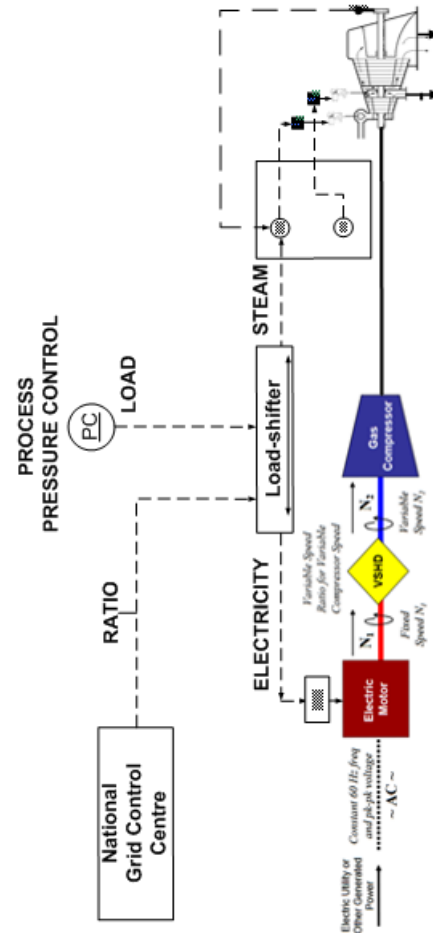 PROCESS
PRESSURE CONTROL
PC
LOAD
National
Grid Control
Centre
RATIO
Load-shifter
ELECTRICITY
STEAM
Variable Speed
Ratio for Variable
Compressor Speed
Constant 60 Hz freq
and pk-pk voltage
~ AC ~
Electric Utility or
Other Generated
Power
Electric
Motor
N1
Fixed
Speed N1
VSHD
N2
Variable
Speed N2
Gas
Compressor